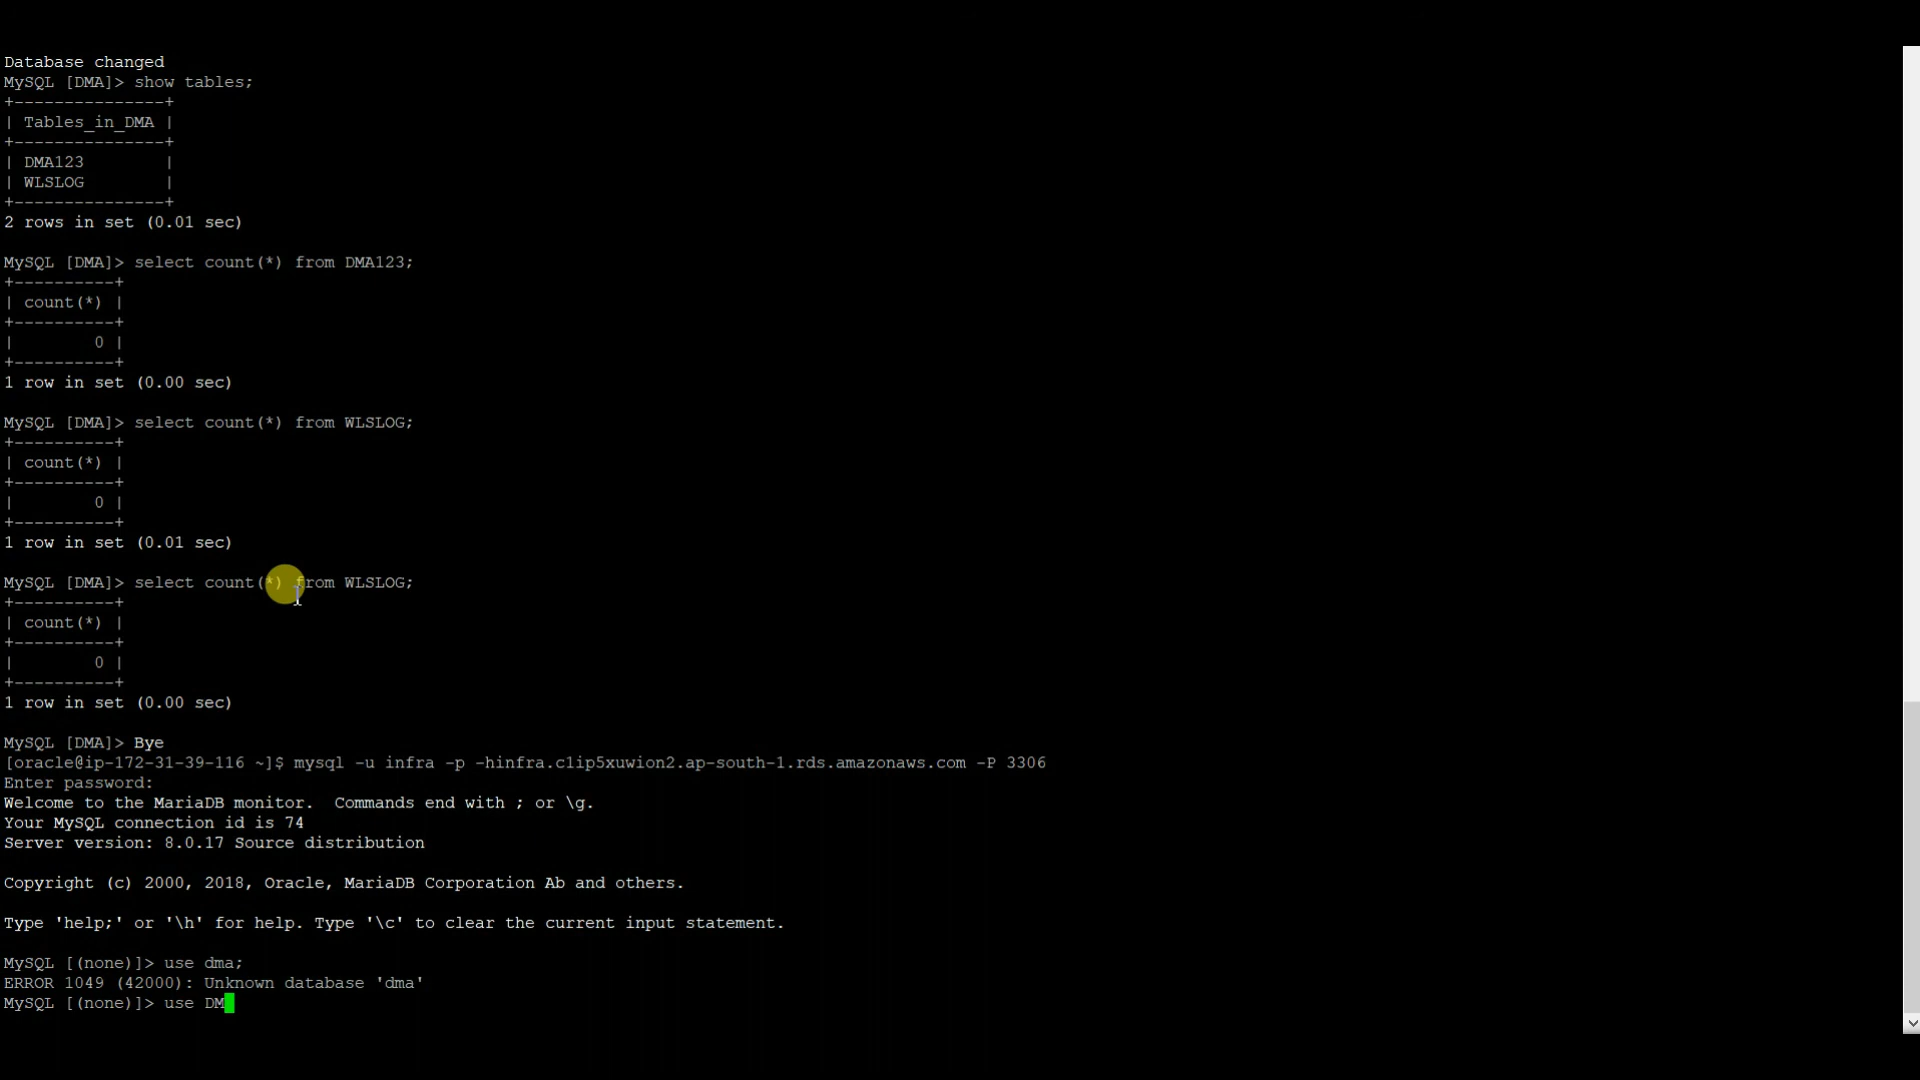 Database changed
MySQL [DMA]> show tables;
+---------------+
| Tables_in_DMA |
+---------------+
| DMA123        |
| WLSLOG        |
+---------------+
2 rows in set (0.01 sec)
MySQL [DMA]> select count(*) from DMA123;
+----------+
| count(*) |
+----------+
|        0 |
+----------+
1 row in set (0.00 sec)
MySQL [DMA]> select count(*) from WLSLOG;
+----------+
| count(*) |
+----------+
|        0 |
+----------+
1 row in set (0.01 sec)
MySQL [DMA]> select count(*) from WLSLOG;
+----------+
| count(*) |
+----------+
|        0 |
+----------+
1 row in set (0.00 sec)
MySQL [DMA]> Bye
[oracle@ip-172-31-39-116 ~]$ mysql -u infra -p -hinfra.c1ip5xuwion2.ap-south-1.rds.amazonaws.com -P 3306
Enter password:
Welcome to the MariaDB monitor.  Commands end with ; or \g.
Your MySQL connection id is 74
Server version: 8.0.17 Source distribution
Copyright (c) 2000, 2018, Oracle, MariaDB Corporation Ab and others.
Type 'help;' or '\h' for help. Type '\c' to clear the current input statement.
MySQL [(none)]> use dma;
ERROR 1049 (42000): Unknown database 'dma'
MySQL [(none)]> use DM